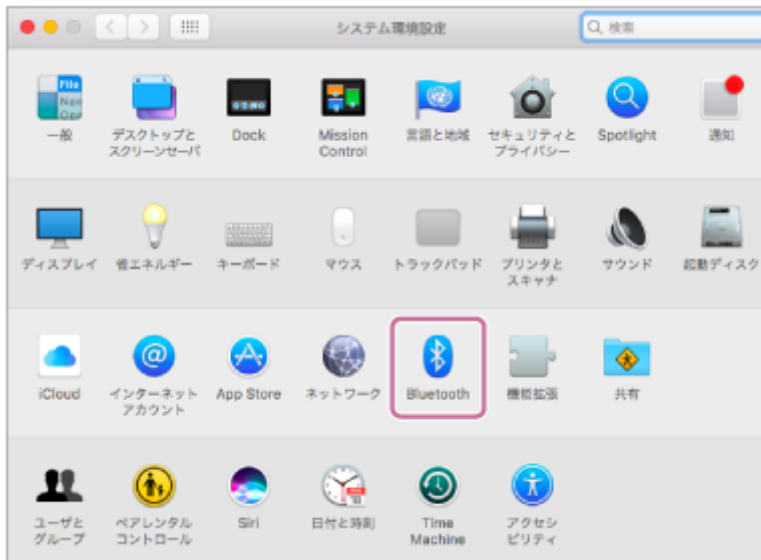 システム環境設定
検索
一般
デスクトップと
スクリーンセーバ
Dock
Mission
Control
言語と地域
セキュリティと
プライバシー
Spotlight
通知
ディスプレイ
省エネルギー
キーボード
マウス
トラックパッド
プリンタと
スキャナ
サウンド
起動ディスク
iCloud
インターネット
アカウント
App Store
ネットワーク
Bluetooth
機能拡張
共有
ユーザと
グループ
ペアレンタル
コントロール
Siri
日付と時刻
Time
Machine
アクセシ
ビリティ